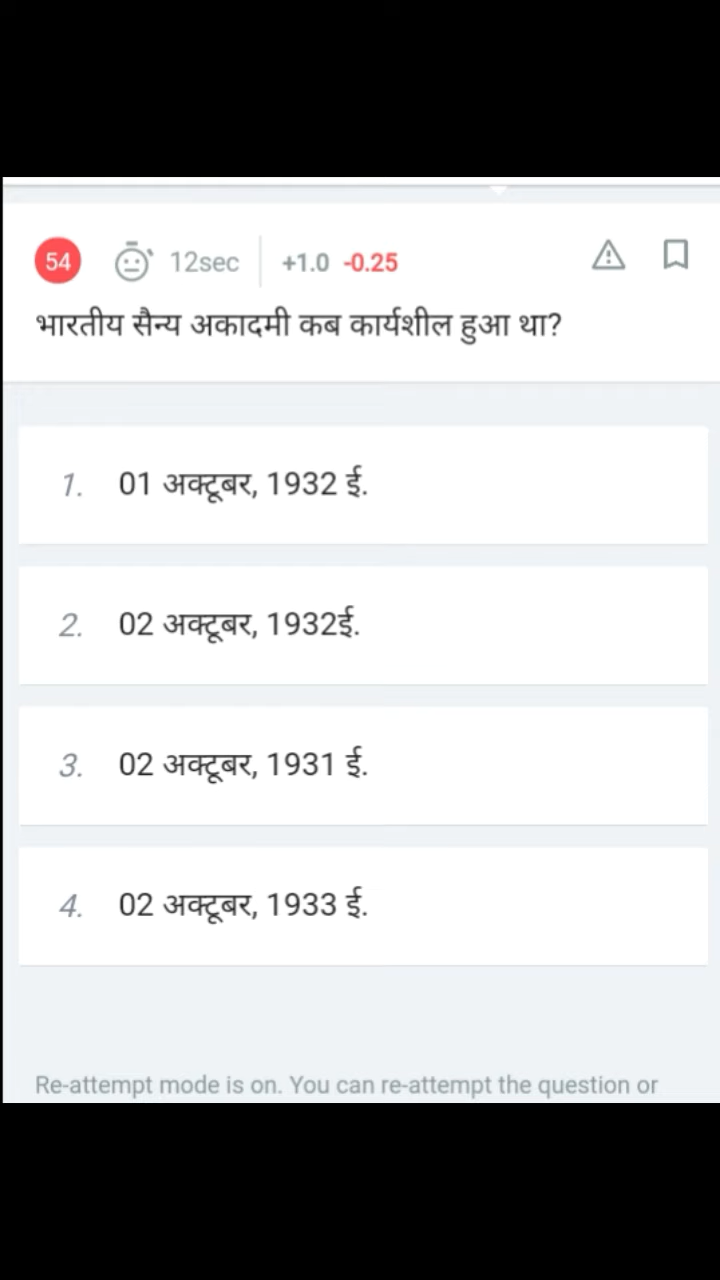 54 12sec +1.0 -0.25
भारतीय सैन्य अकादमी कब कार्यशील हुआ था?
1. 01 अक्टूबर, 1932 ई.
2. 02 अक्टूबर, 1932ई.
3. 02 अक्टूबर, 1931 ई.
4. 02 अक्टूबर, 1933 ई.
Re-attempt mode is on. You can re-attempt the question or